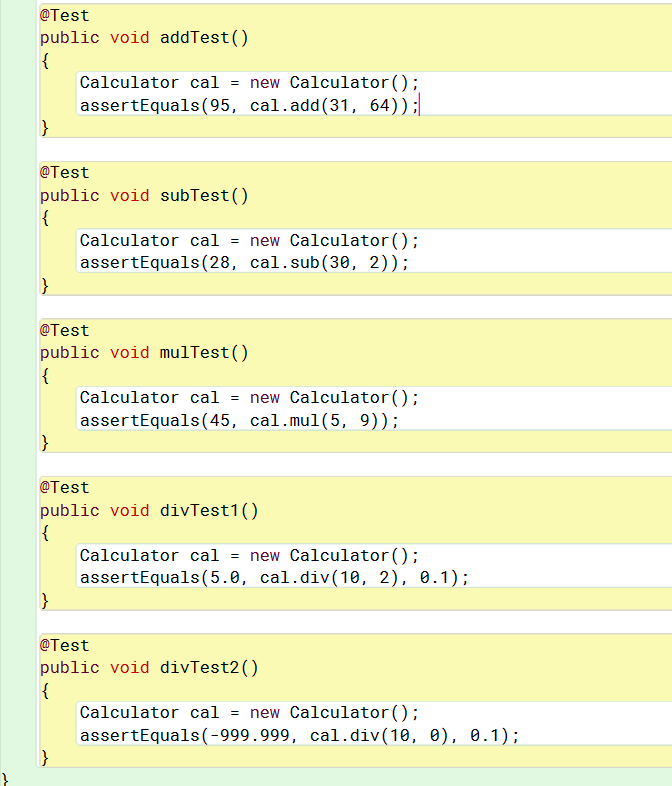 @Test
public void addTest()
{
    Calculator cal = new Calculator();
    assertEquals(95, cal.add(31, 64));
}
@Test
public void subTest()
{
    Calculator cal = new Calculator();
    assertEquals(28, cal.sub(30, 2));
}
@Test
public void mulTest()
{
    Calculator cal = new Calculator();
    assertEquals(45, cal.mul(5, 9));
}
@Test
public void divTest1()
{
    Calculator cal = new Calculator();
    assertEquals(5.0, cal.div(10, 2), 0.1);
}
@Test
public void divTest2()
{
    Calculator cal = new Calculator();
    assertEquals(-999.999, cal.div(10, 0), 0.1);
}
}